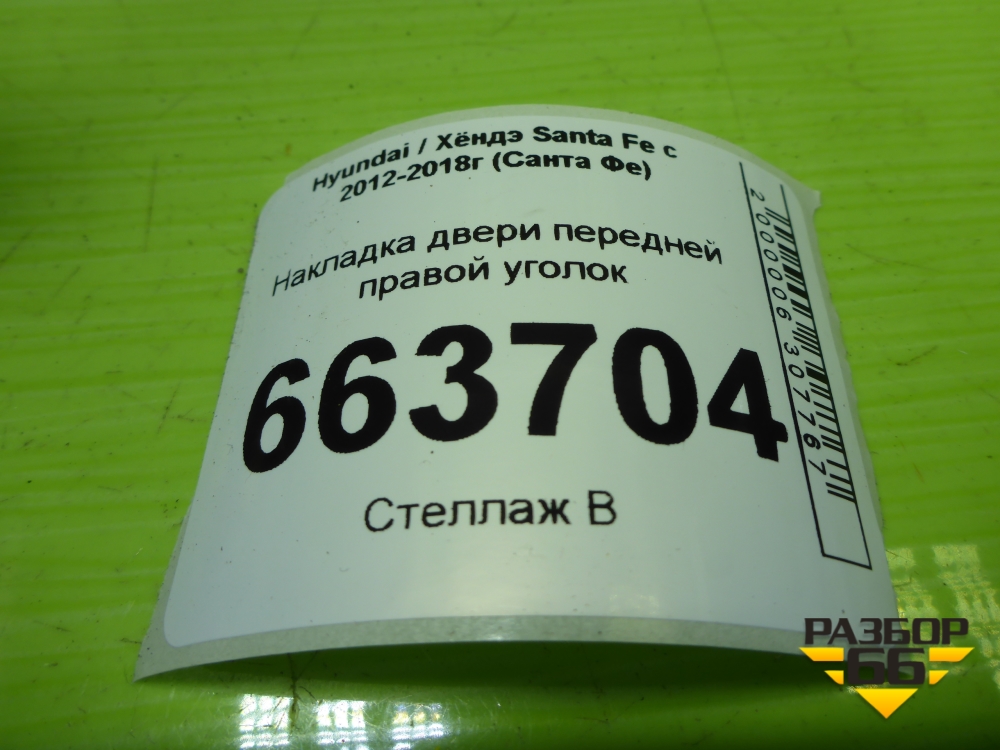 Hyundai / Хёндэ Santa Fe с
2012-2018г (Санта Фе)
Накладка двери передней
правой уголок
663704
Стеллаж В
2000006307767
РАЗБОР
66